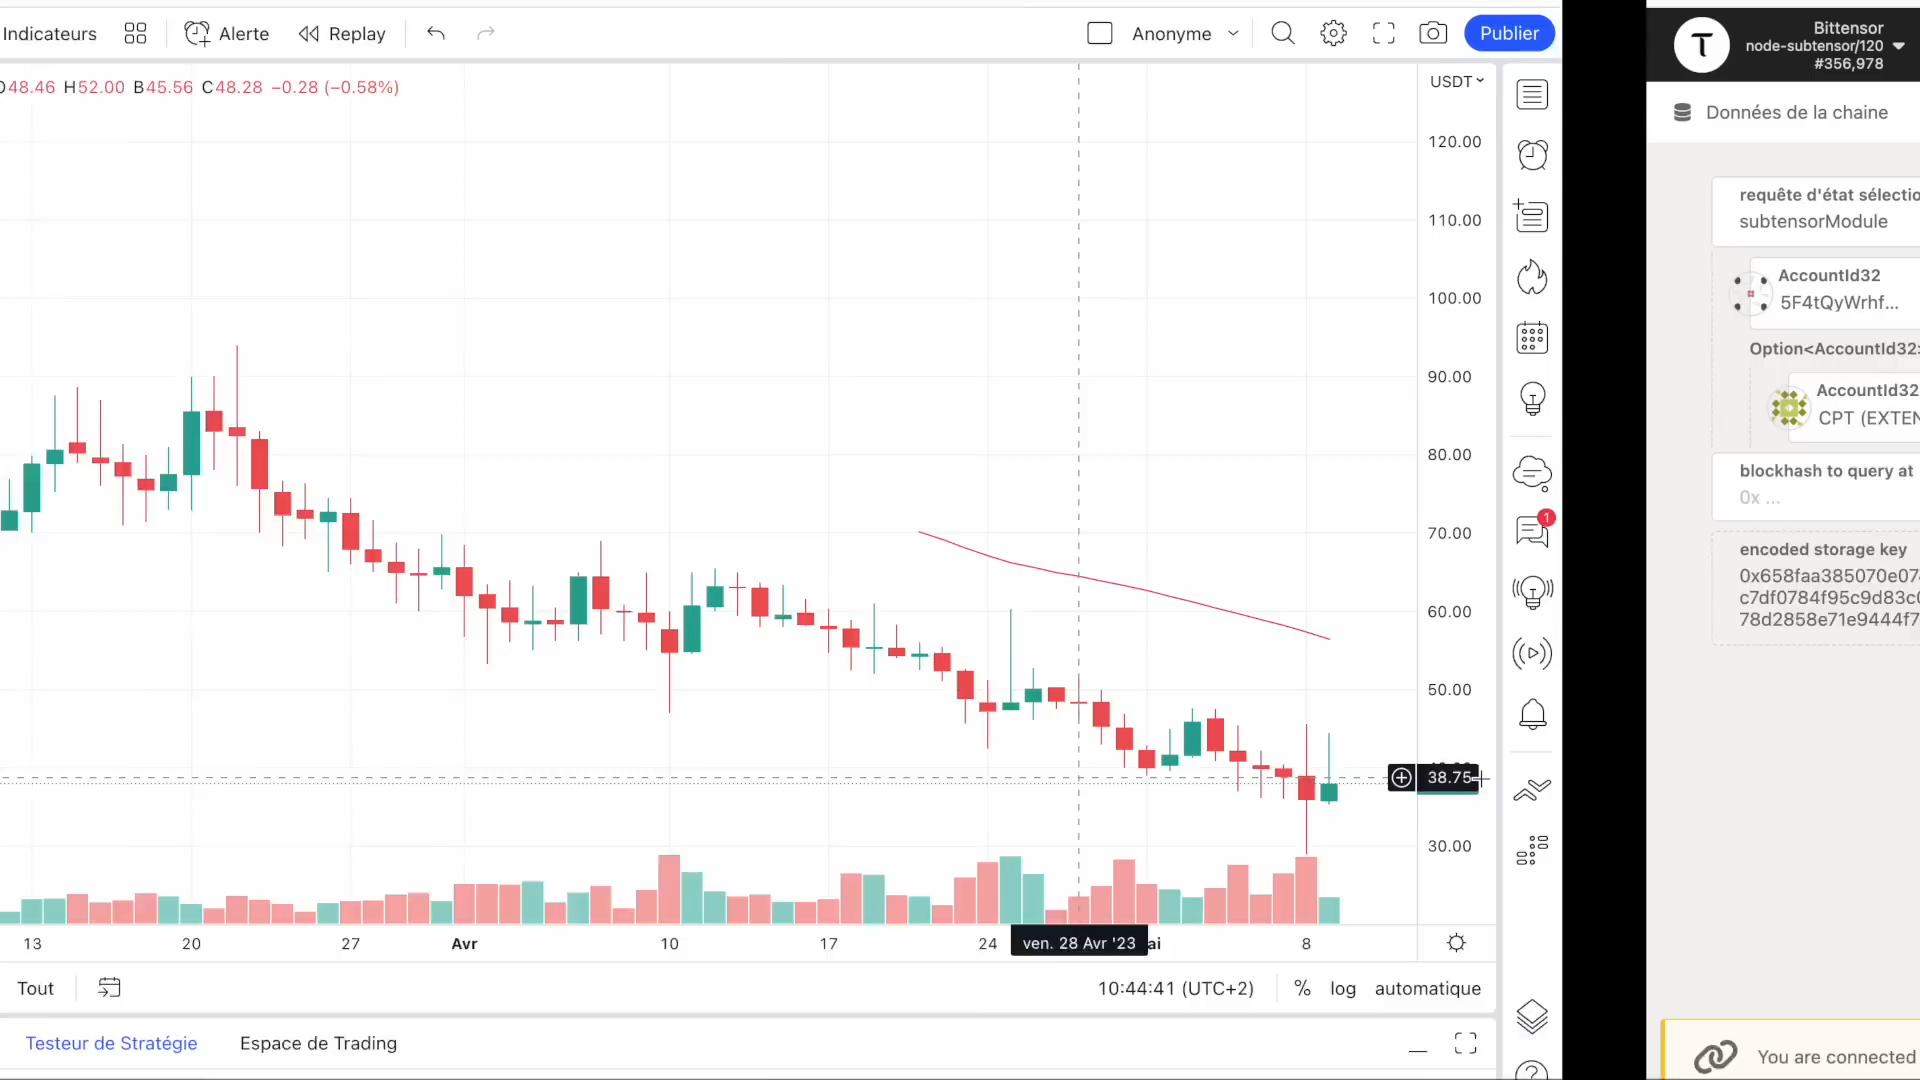 Indicateurs
Alerte
Replay
Anonyme
Publier
48.46 H52.00 B45.56 C48.28 −0.28 (−0.58%)
USDT
120.00
110.00
100.00
90.00
80.00
70.00
60.00
50.00
38.75
30.00
13
20
27
Avr
10
17
24
ven. 28 Avr '23
ai
8
Tout
10:44:41 (UTC+2)
%
log
automatique
Testeur de Stratégie
Espace de Trading
1
T
Bittensor
node-subtensor/120
#356,978
Données de la chaine
requête d'état sélectio
subtensorModule
AccountId32
5F4tQyWrhf...
Option<AccountId32>
AccountId32
CPT (EXTEN
blockhash to query at
0x ...
encoded storage key
0x658faa385070e074
c7df0784f95c9d83c0
78d2858e71e9444f7
You are connected